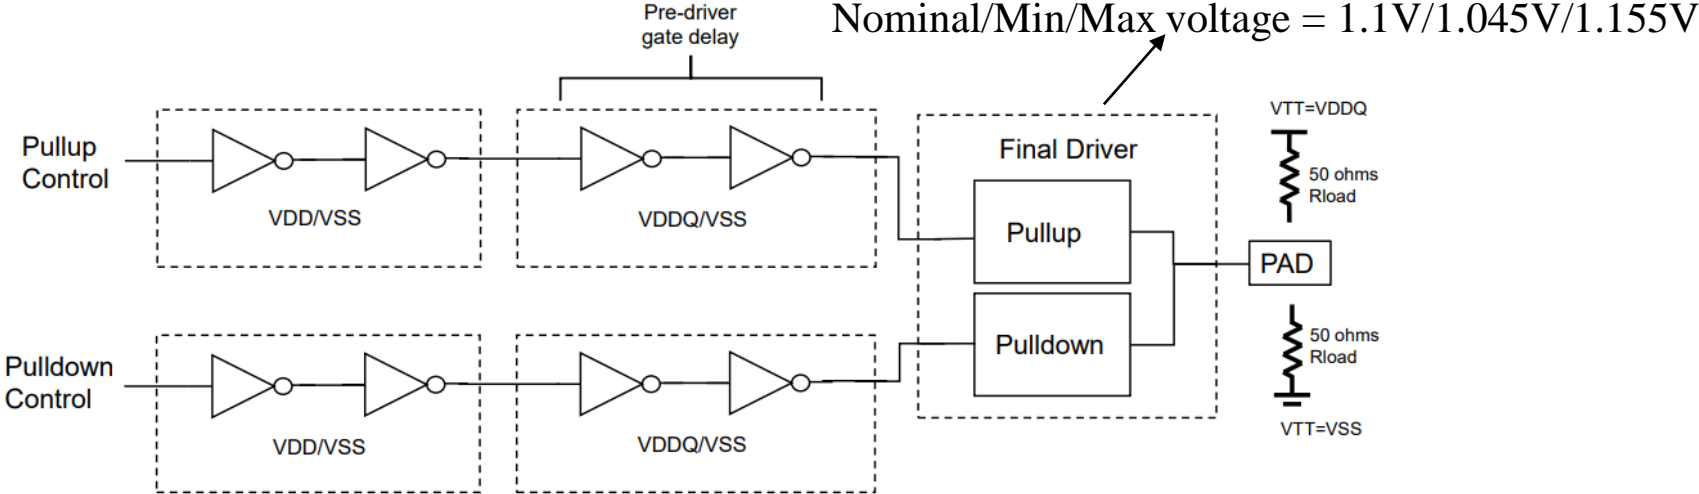 Pre-driver
gate delay
Nominal/Min/Max voltage = 1.1V/1.045V/1.155V
Pullup
Control
VDD/VSS
VDDQ/VSS
Final Driver
Pullup
Pulldown
VTT=VDDQ
50 ohms
Rload
PAD
50 ohms
Rload
VTT=VSS
Pulldown
Control
VDD/VSS
VDDQ/VSS